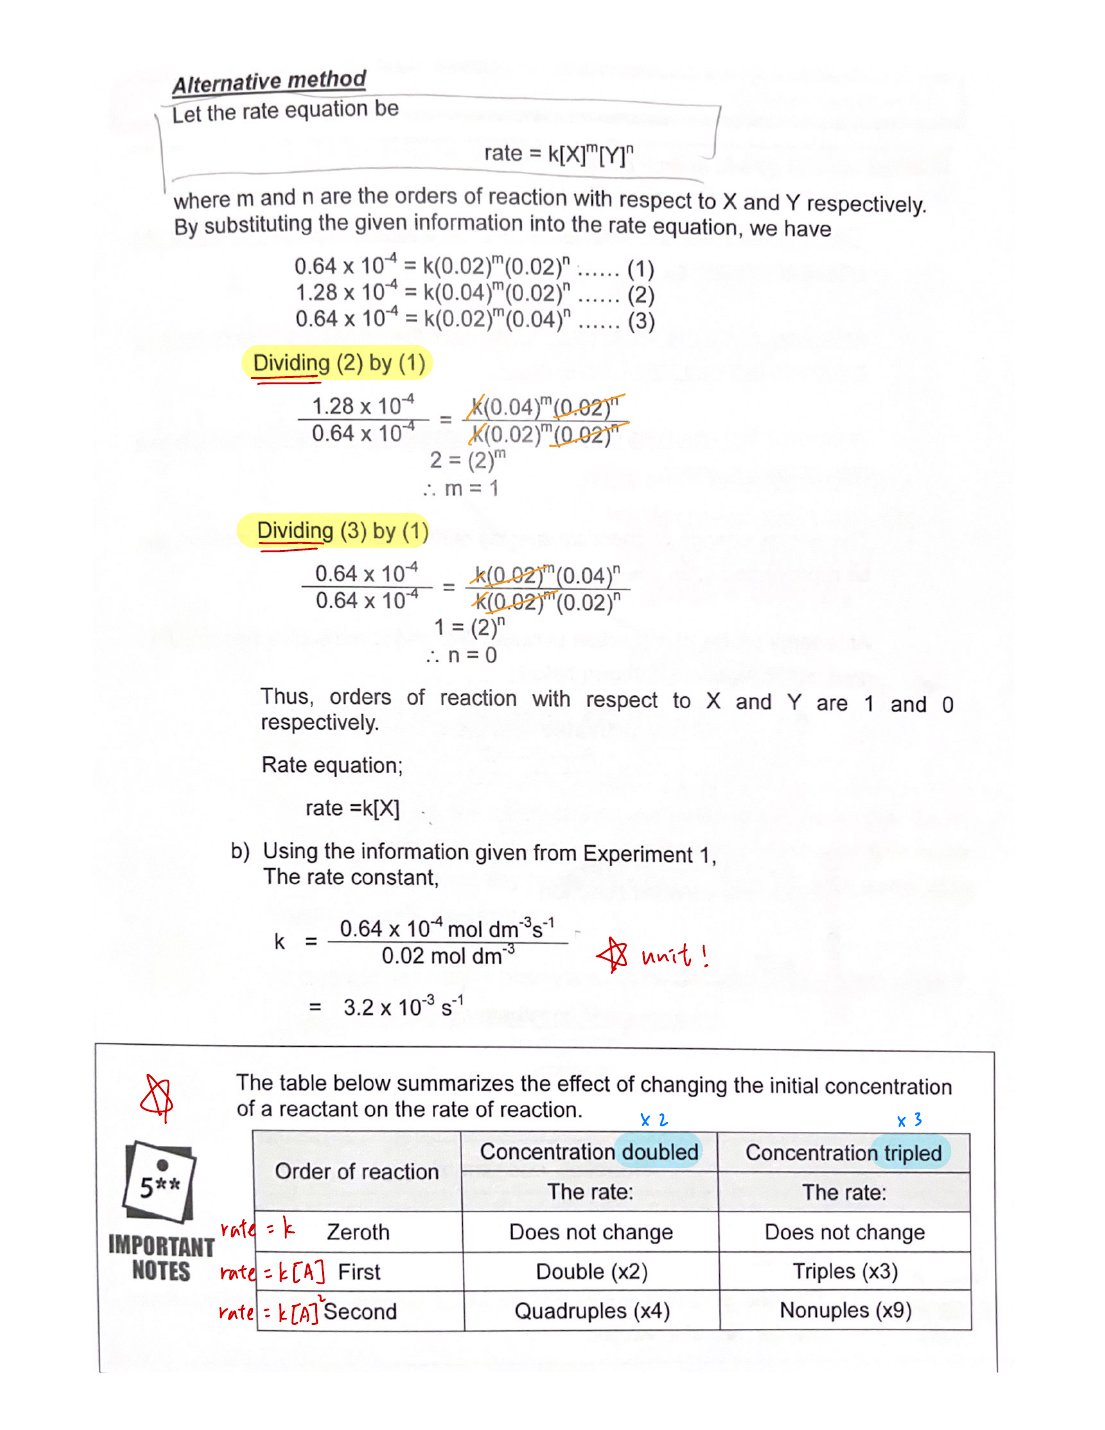 Alternative method
Let the rate equation be
rate = k[X]ᵐ[Y]ⁿ
where m and n are the orders of reaction with respect to X and Y respectively.
By substituting the given information into the rate equation, we have
0.64 x 10⁻⁴ = k(0.02)ᵐ(0.02)ⁿ ...... (1)
1.28 x 10⁻⁴ = k(0.04)ᵐ(0.02)ⁿ ...... (2)
0.64 x 10⁻⁴ = k(0.02)ᵐ(0.04)ⁿ ...... (3)
Dividing (2) by (1)
1.28 x 10⁻⁴ = k(0.04)ᵐ(0.02)ⁿ
0.64 x 10⁻⁴ k(0.02)ᵐ(0.02)ⁿ
2 = (2)ᵐ
∴ m = 1
Dividing (3) by (1)
0.64 x 10⁻⁴ = k(0.02)ᵐ(0.04)ⁿ
0.64 x 10⁻⁴ k(0.02)ᵐ(0.02)ⁿ
1 = (2)ⁿ
∴ n = 0
Thus, orders of reaction with respect to X and Y are 1 and 0
respectively.
Rate equation;
rate =k[X]
b) Using the information given from Experiment 1,
The rate constant,
k = 0.64 x 10⁻⁴ mol dm⁻³s⁻¹
0.02 mol dm⁻³
☆ unit !
= 3.2 x 10⁻³ s⁻¹
☆
The table below summarizes the effect of changing the initial concentration
of a reactant on the rate of reaction.
x 2 x 3
Order of reaction Concentration doubled Concentration tripled
The rate: The rate:
5**
IMPORTANT
NOTES
rate = k Zeroth Does not change Does not change
rate = k[A] First Double (x2) Triples (x3)
rate = k[A]² Second Quadruples (x4) Nonuples (x9)